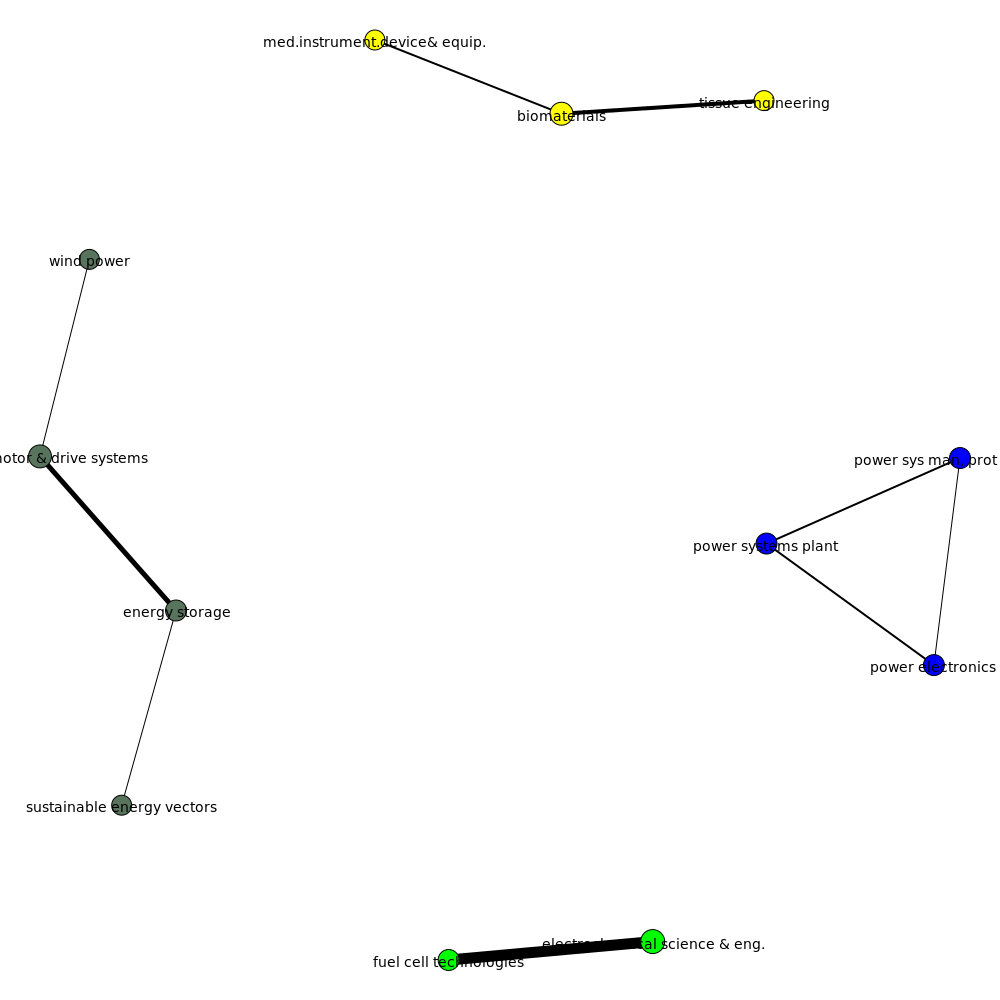 med.instrument.device& equip.
tissue engineering
biomaterials
wind power
motor & drive systems
power sys man, prot
power systems plant
energy storage
power electronics
sustainable energy vectors
electrochemical science & eng.
fuel cell technologies